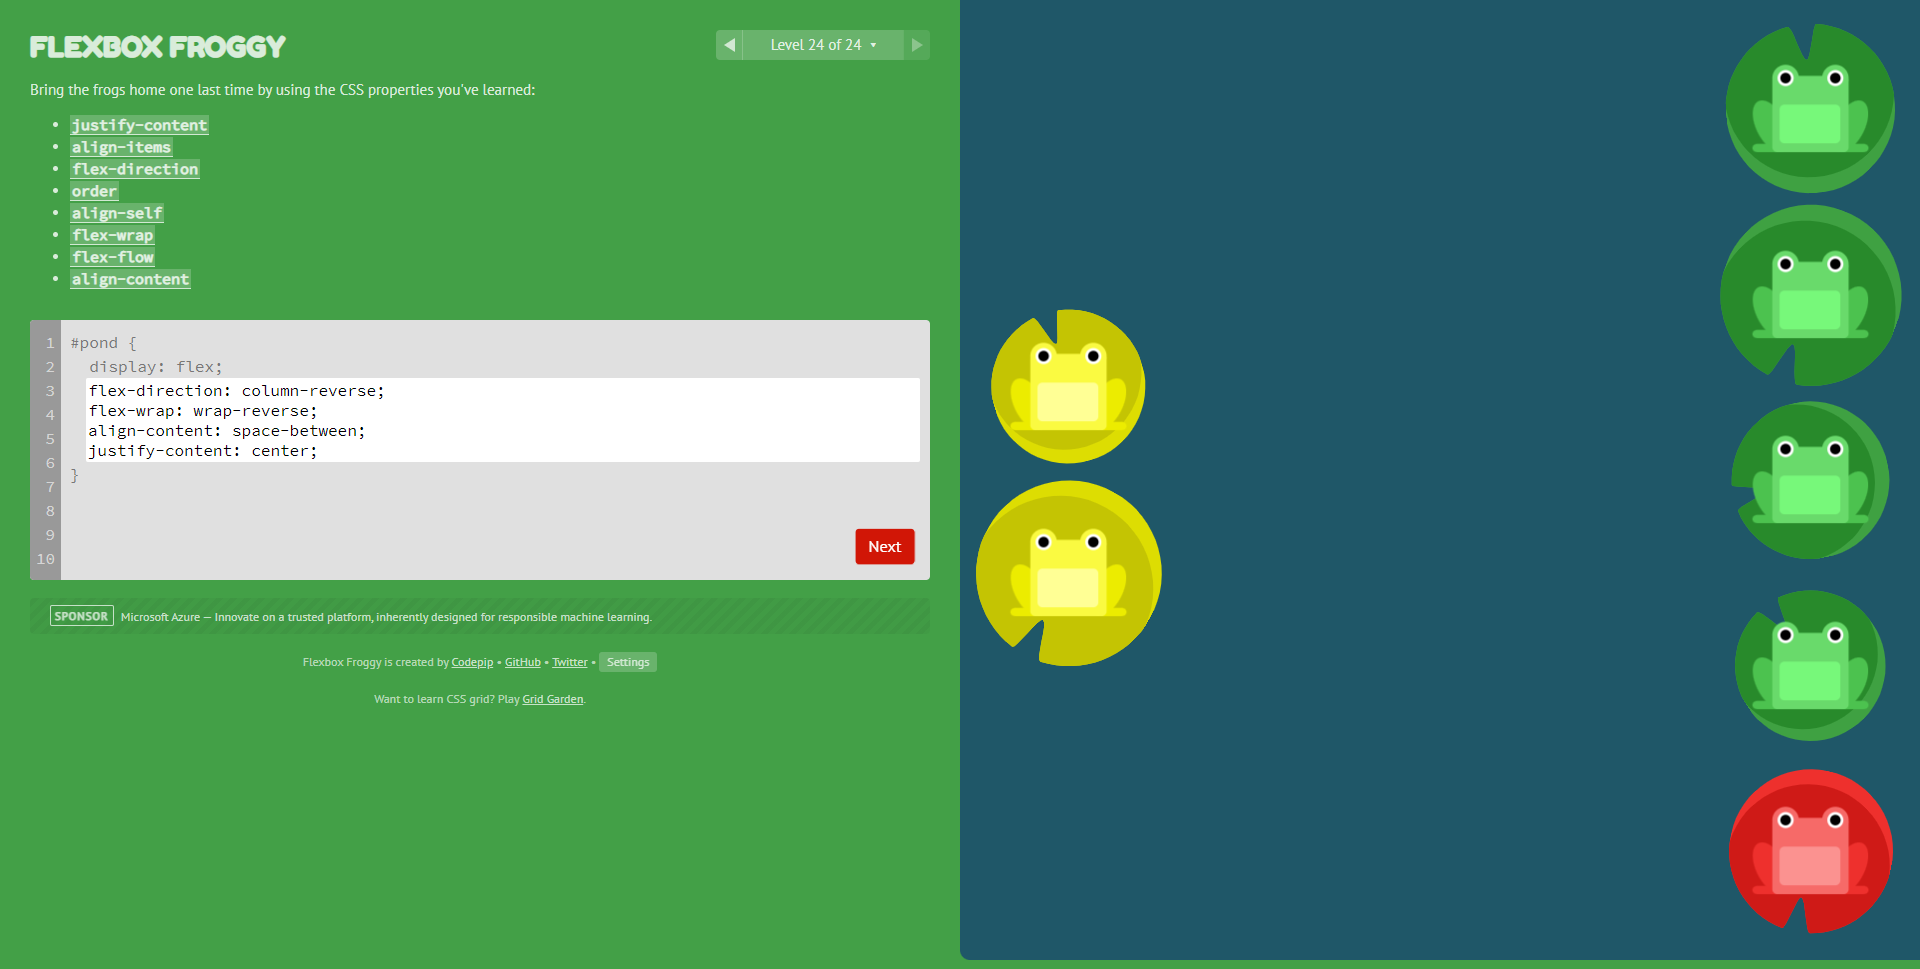 FLEXBOX FROGGY
Level 24 of 24
Bring the frogs home one last time by using the CSS properties you've learned:
justify-content
align-items
flex-direction
order
align-self
flex-wrap
flex-flow
align-content
1 #pond {
2 display: flex;
3 flex-direction: column-reverse;
4 flex-wrap: wrap-reverse;
5 align-content: space-between;
6 justify-content: center;
7 }
8
9
10
Next
SPONSOR Microsoft Azure — Innovate on a trusted platform, inherently designed for responsible machine learning.
Flexbox Froggy is created by Codepip • GitHub • Twitter • Settings
Want to learn CSS grid? Play Grid Garden.